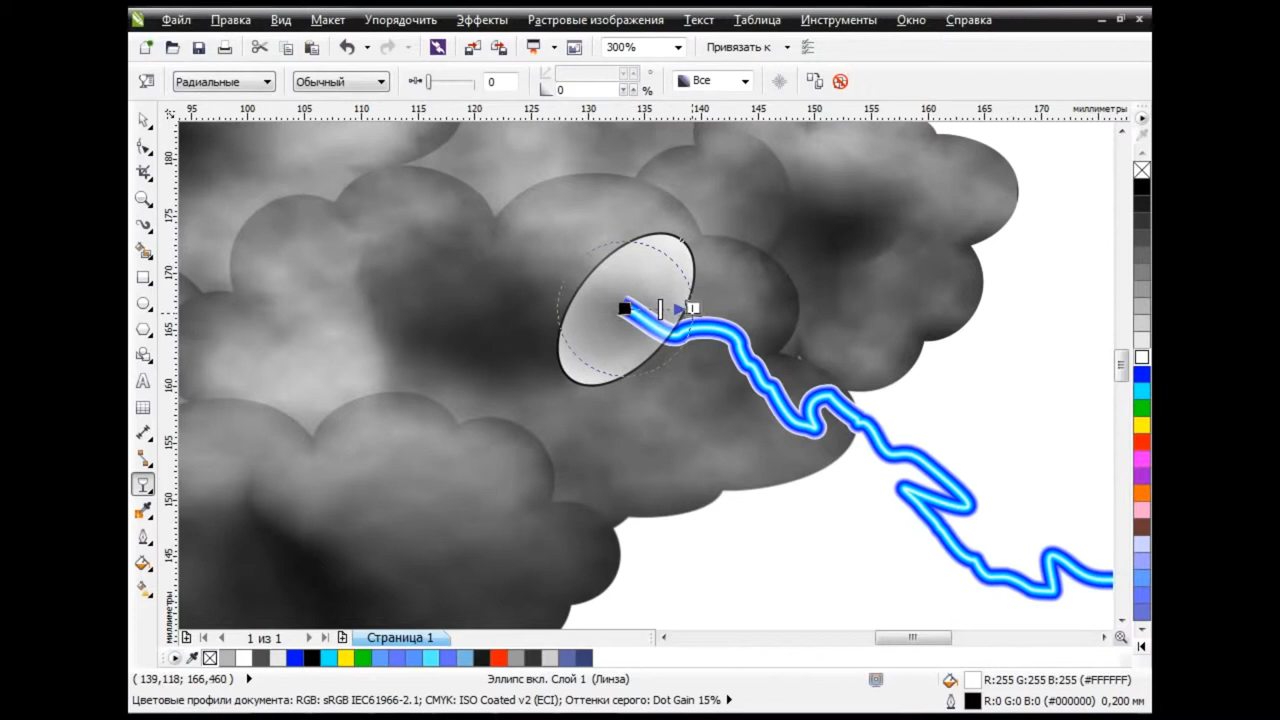 Файл Правка Вид Макет Упорядочить Эффекты Растровые изображения Текст Таблица Инструменты Окно Справка
300% Привязать к
Радиальные Обычный 0 0 ° % Все
95 100 105 110 115 120 125 130 135 140 145 150 155 160 165 170 миллиметры
180
175
170
165
160
155
150
145
миллиметры
1 из 1 Страница 1
( 139,118; 166,460 ) Эллипс вкл. Слой 1 (Линза) R:255 G:255 B:255 (#FFFFFF)
Цветовые профили документа: RGB: sRGB IEC61966-2.1; CMYK: ISO Coated v2 (ECI); Оттенки серого: Dot Gain 15% R:0 G:0 B:0 (#000000) 0,200 мм